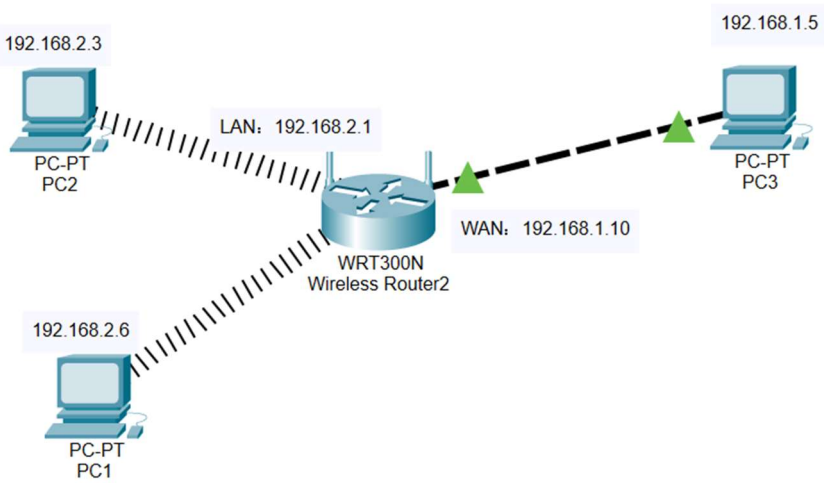 192.168.1.5
192.168.2.3
LAN：192.168.2.1
PC-PT
PC2
PC-PT
PC3
WAN：192.168.1.10
WRT300N
Wireless Router2
192.168.2.6
PC-PT
PC1